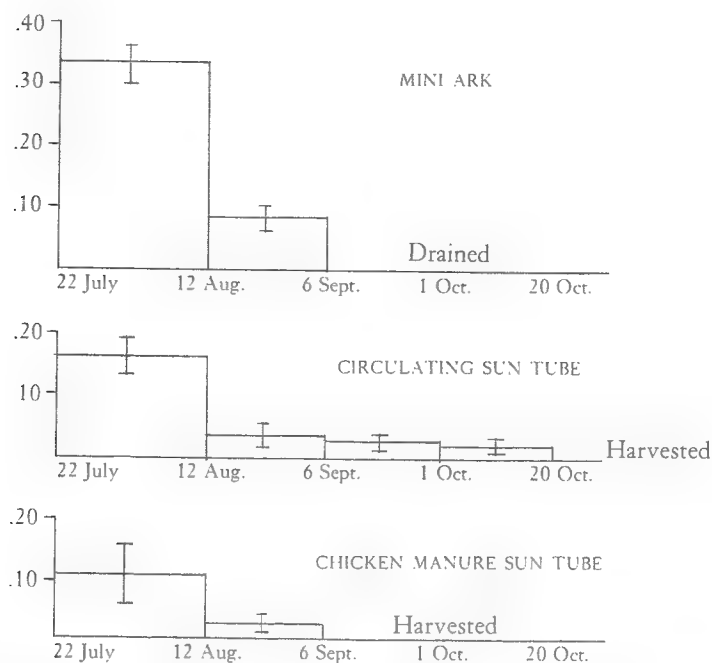 .40
.30
.20
.10
MINI ARK
Drained
22 July 12 Aug. 6 Sept. 1 Oct. 20 Oct.
.20
10
CIRCULATING SUN TUBE
Harvested
22 July 12 Aug. 6 Sept. 1 Oct. 20 Oct.
.20
.10
CHICKEN MANURE SUN TUBE
Harvested
22 July 12 Aug. 6 Sept. 1 Oct. 20 Oct.